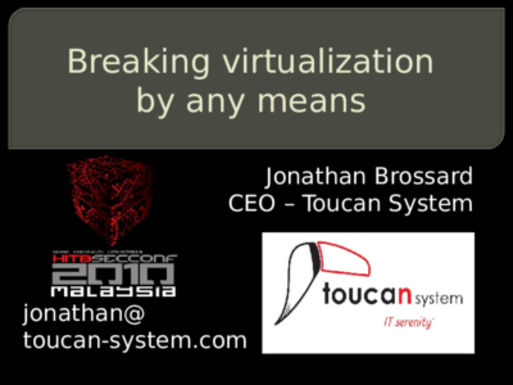 Breaking virtualization
by any means
Jonathan Brossard
CEO – Toucan System
HITBSECCONF
2010
malaysia
toucan system
iT serenity
jonathan@
toucan-system.com